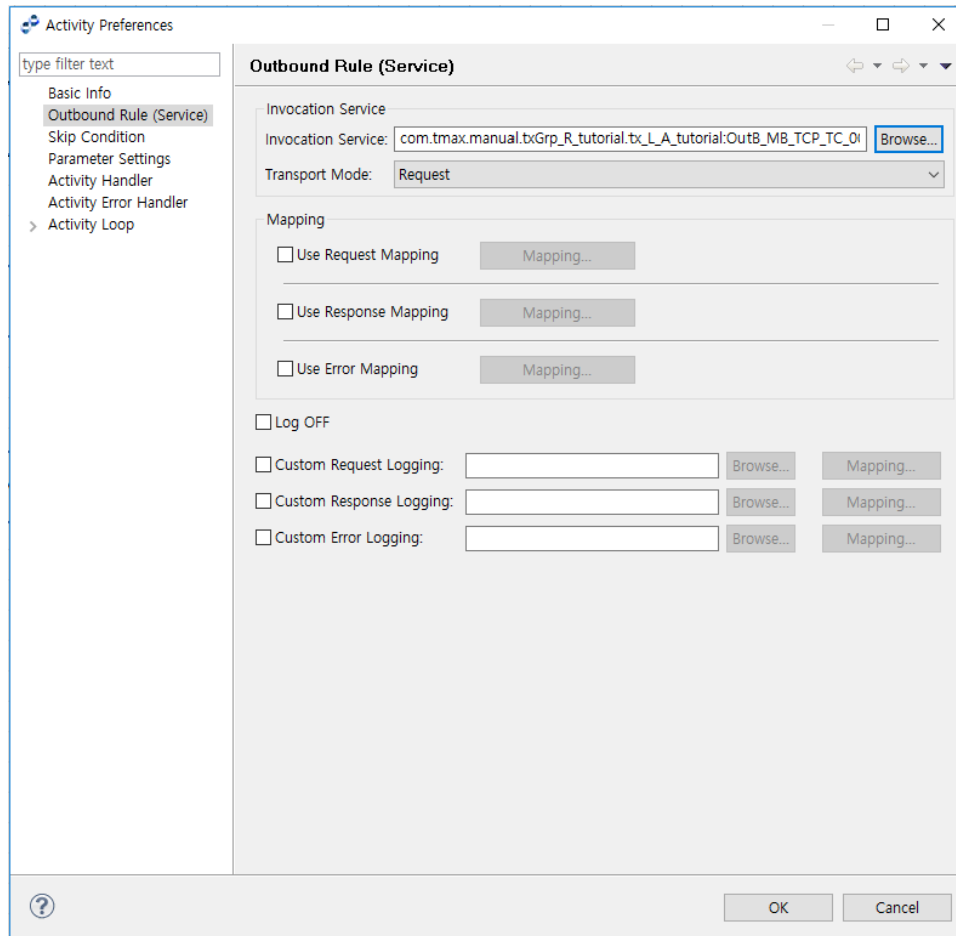 Activity Preferences
type filter text
Basic Info
Outbound Rule (Service)
Skip Condition
Parameter Settings
Activity Handler
Activity Error Handler
Activity Loop
Outbound Rule (Service)
Invocation Service
Invocation Service: com.tmax.manual.txGrp_R_tutorial.tx_L_A_tutorial:OutB_MB_TCP_TC_0 Browse...
Transport Mode: Request
Mapping
Use Request Mapping Mapping...
Use Response Mapping Mapping...
Use Error Mapping Mapping...
Log OFF
Custom Request Logging: Browse... Mapping...
Custom Response Logging: Browse... Mapping...
Custom Error Logging: Browse... Mapping...
? OK Cancel